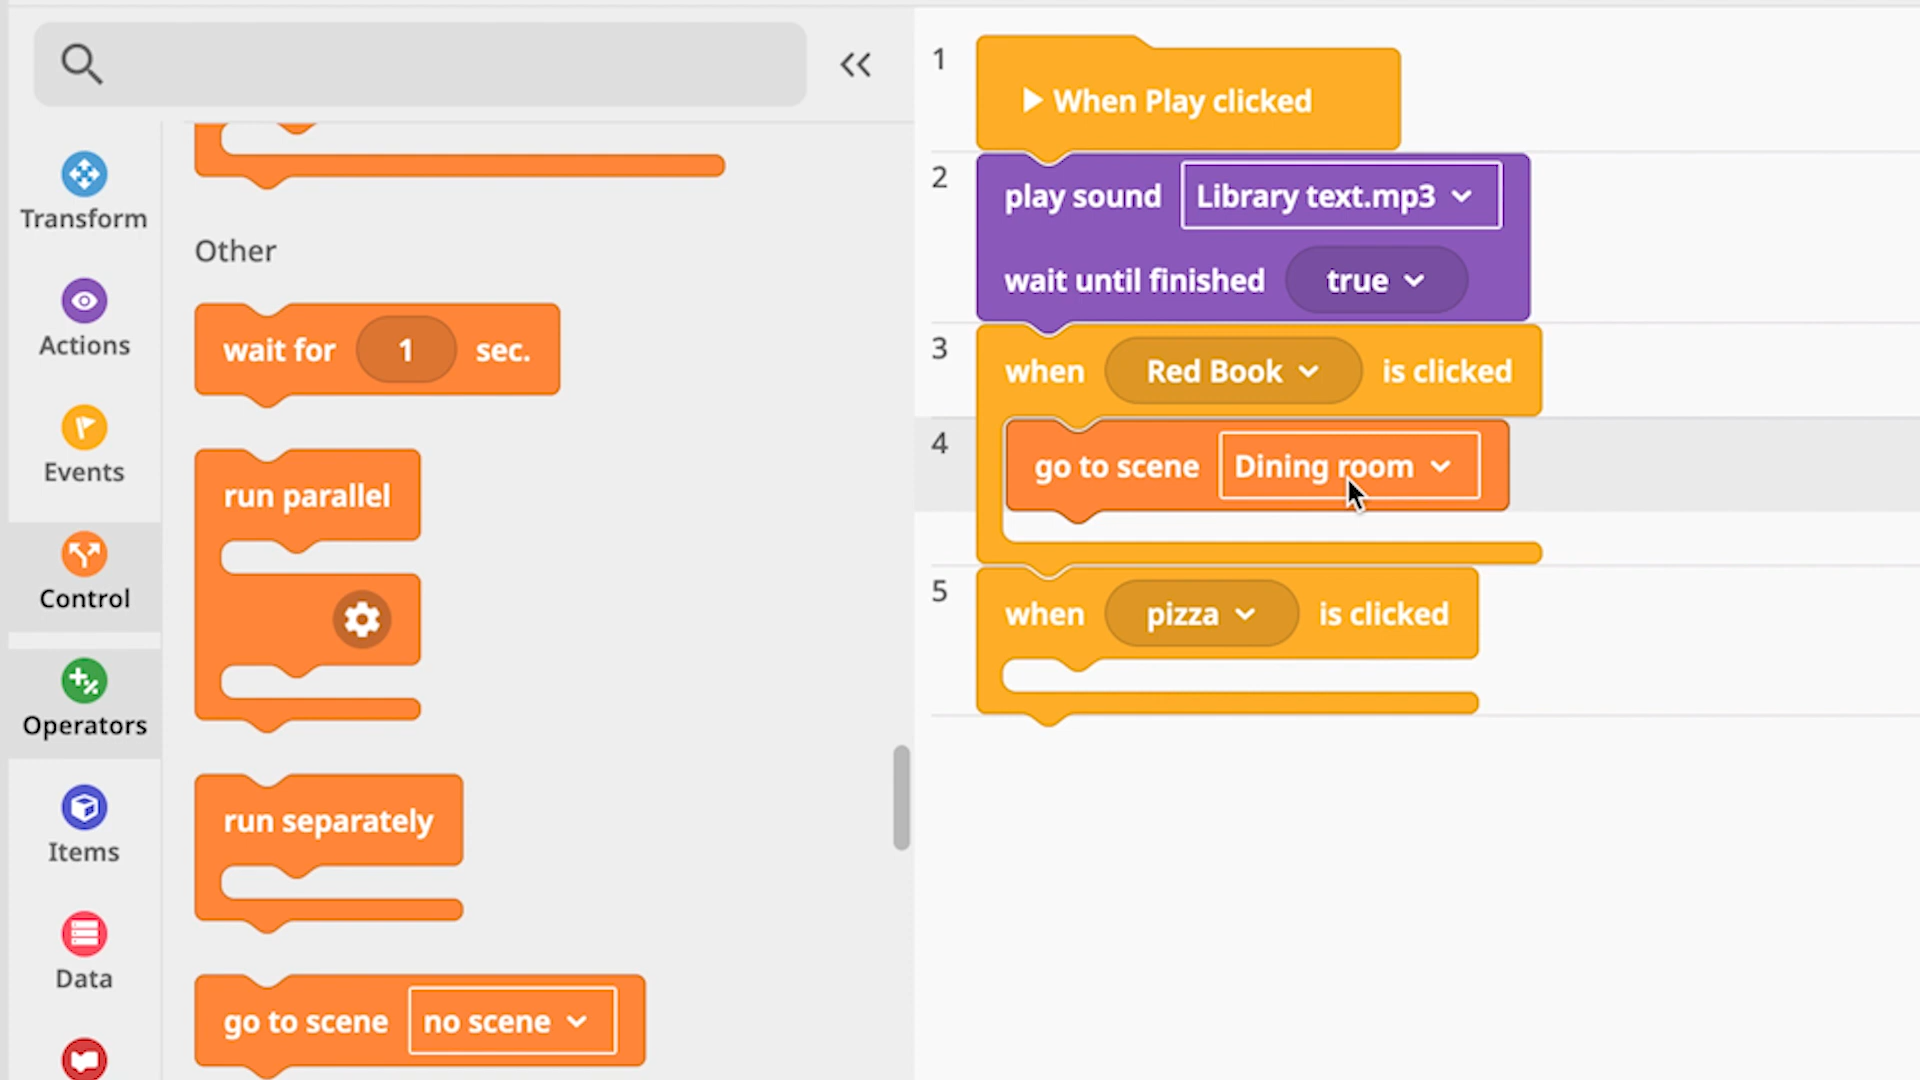 Transform
Actions
Events
Control
Operators
Items
Data
Other
wait for 1 sec.
run parallel
run separately
go to scene no scene
1
When Play clicked
2
play sound Library text.mp3
wait until finished true
3
when Red Book is clicked
4
go to scene Dining room
5
when pizza is clicked